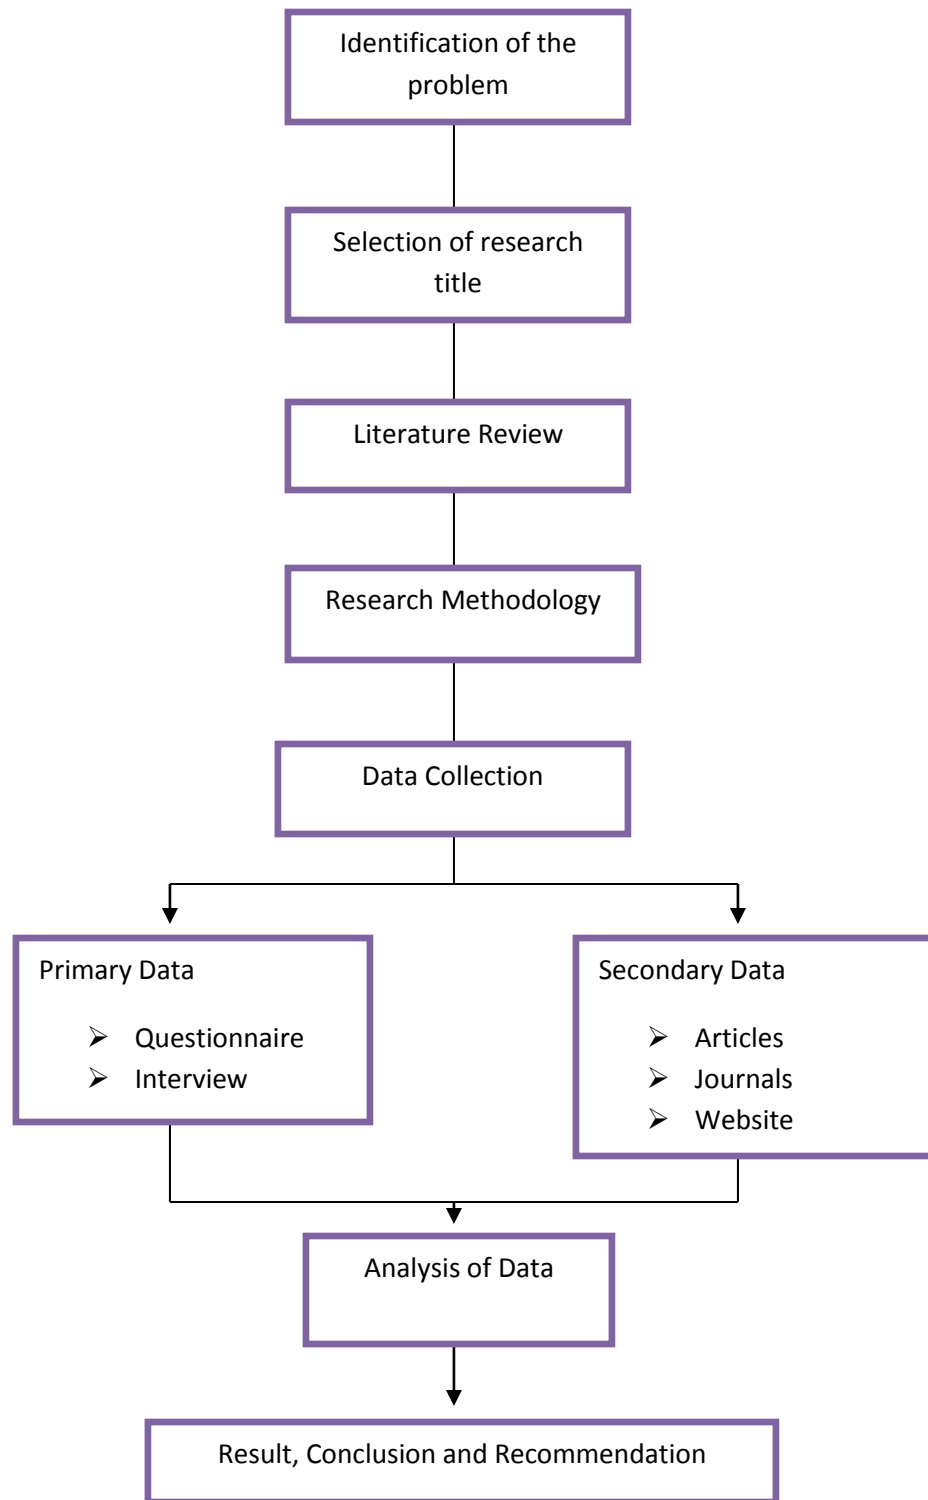 Identification of the
problem
Selection of research
title
Literature Review
Research Methodology
Data Collection
Primary Data
➢ Questionnaire
➢ Interview
Secondary Data
➢ Articles
➢ Journals
➢ Website
Analysis of Data
Result, Conclusion and Recommendation